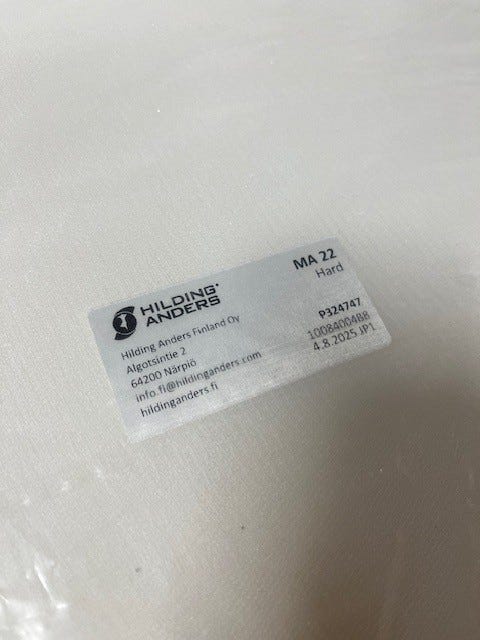 HILDING
ANDERS
Hilding Anders Finland Oy
Algotsintie 2
64200 Närpiö
info.fi@hildinganders.com
hildinganders.fi
MA 22
Hard
P324747
1008400488
4.8.2025 JP1